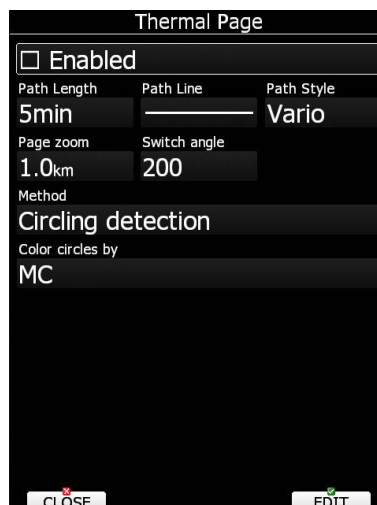 Thermal Page
Enabled
Path Length Path Line Path Style
5min Vario
Page zoom Switch angle
1.0km 200
Method
Circling detection
Color circles by
MC
CLOSE EDIT